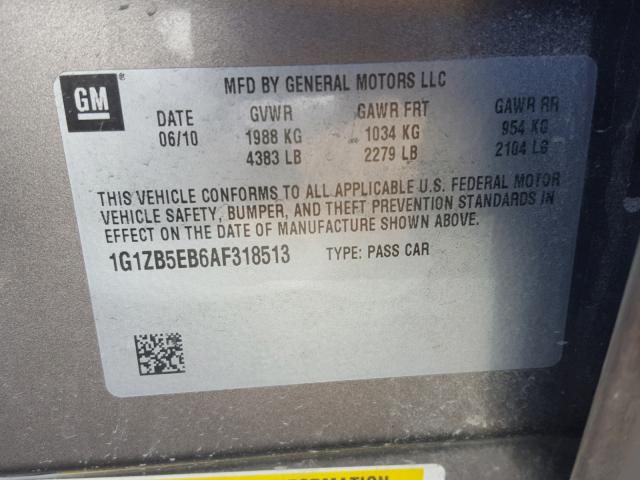 GM
MFD BY GENERAL MOTORS LLC
DATE GVWR GAWR FRT GAWR RR
06/10 1988 KG 1034 KG 954 KG
4383 LB 2279 LB 2104 LB
THIS VEHICLE CONFORMS TO ALL APPLICABLE U.S. FEDERAL MOTOR
VEHICLE SAFETY, BUMPER, AND THEFT PREVENTION STANDARDS IN
EFFECT ON THE DATE OF MANUFACTURE SHOWN ABOVE.
1G1ZB5EB6AF318513 TYPE: PASS CAR
INFORMATION